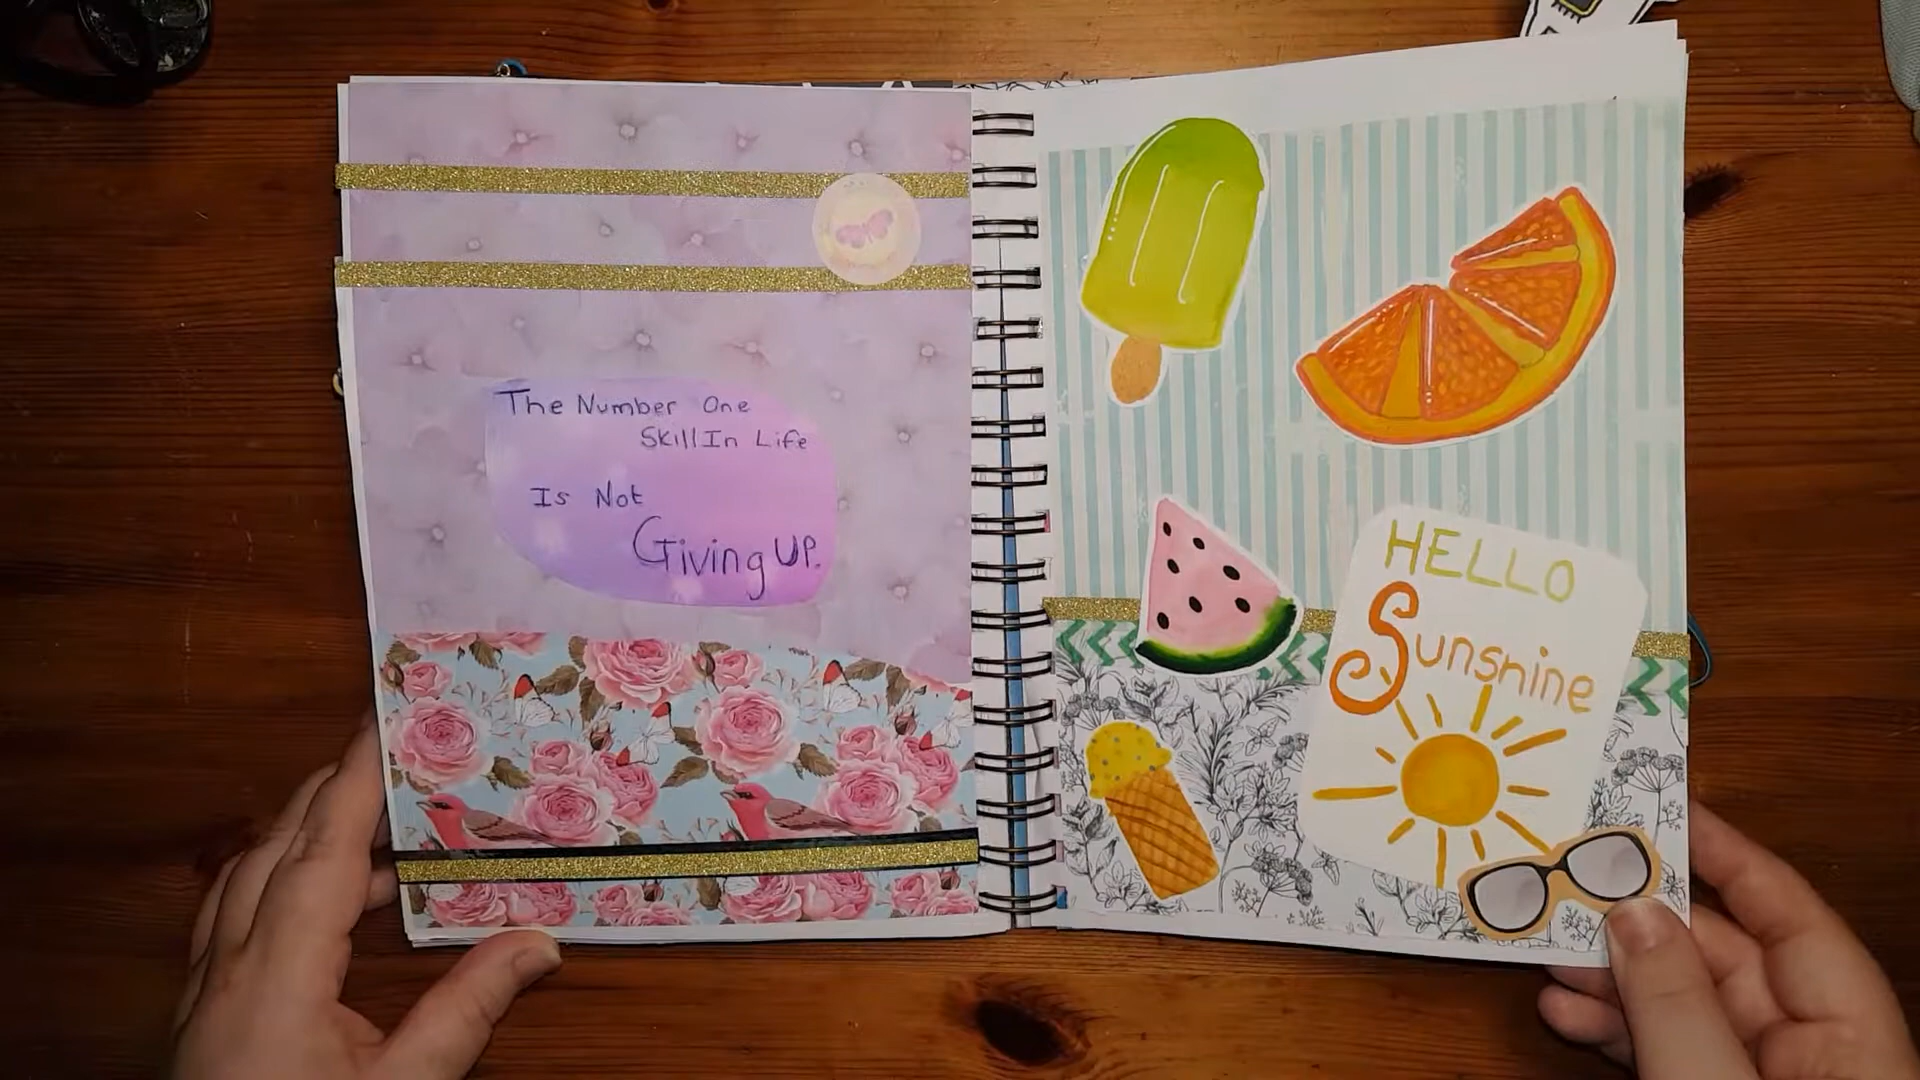 The Number One
Skill In Life
Is Not
Giving UP.
HELLO
Sunshine